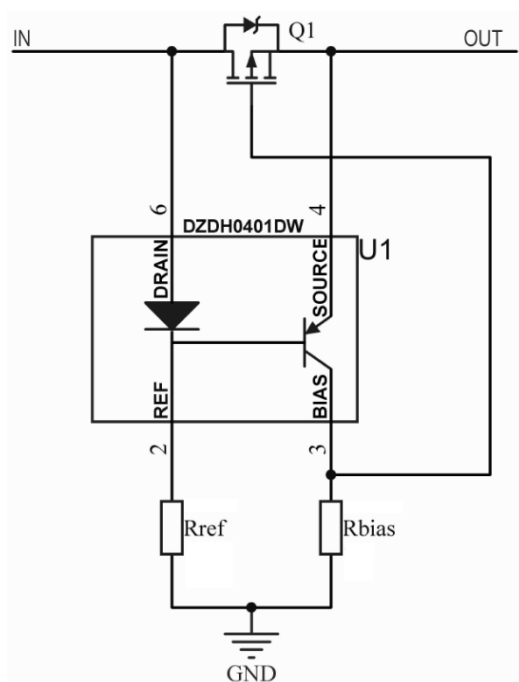 IN
Q1
OUT
6
4
DZDH0401DW
U1
DRAIN
SOURCE
REF
BIAS
2
3
Rref
Rbias
GND